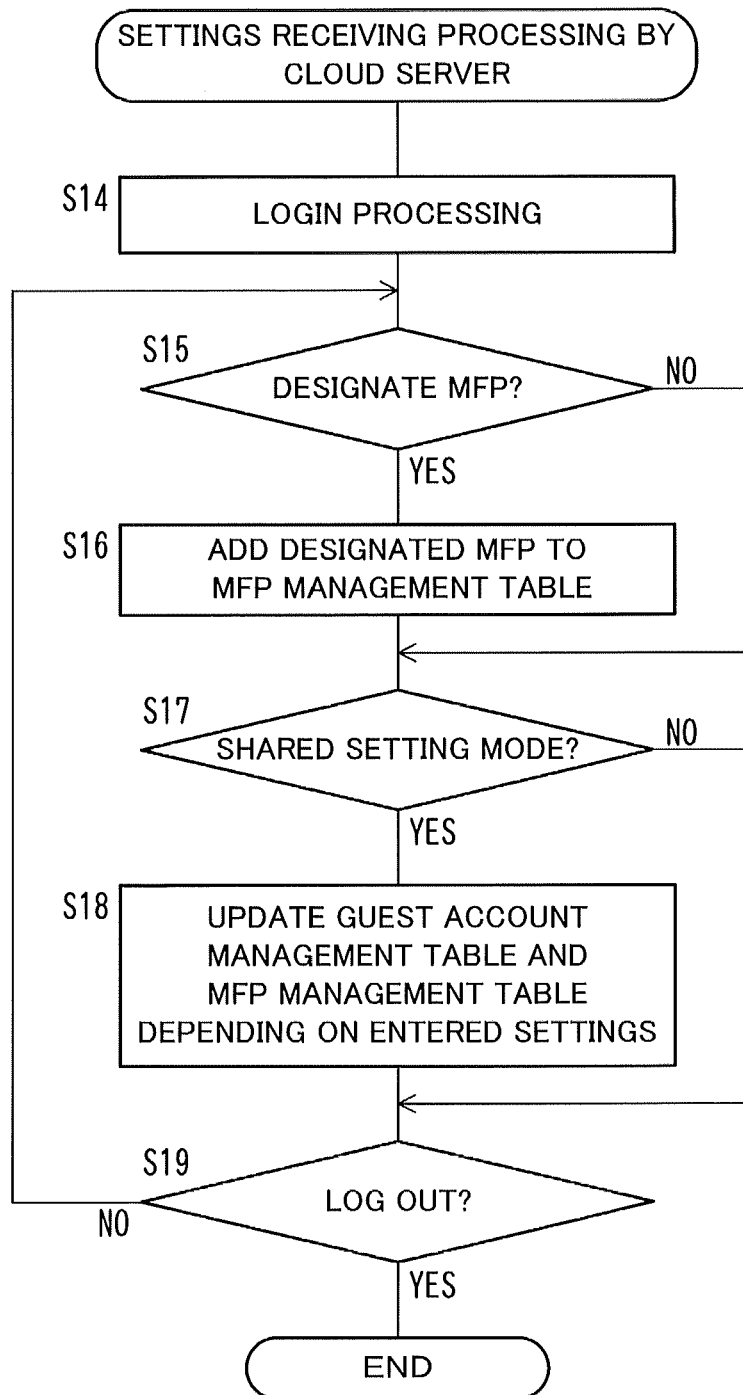 SETTINGS RECEIVING PROCESSING BY
CLOUD SERVER
S14
LOGIN PROCESSING
S15
DESIGNATE MFP?
NO
YES
S16
ADD DESIGNATED MFP TO
MFP MANAGEMENT TABLE
S17
SHARED SETTING MODE?
NO
YES
S18
UPDATE GUEST ACCOUNT
MANAGEMENT TABLE AND
MFP MANAGEMENT TABLE
DEPENDING ON ENTERED SETTINGS
S19
LOG OUT?
NO
YES
END